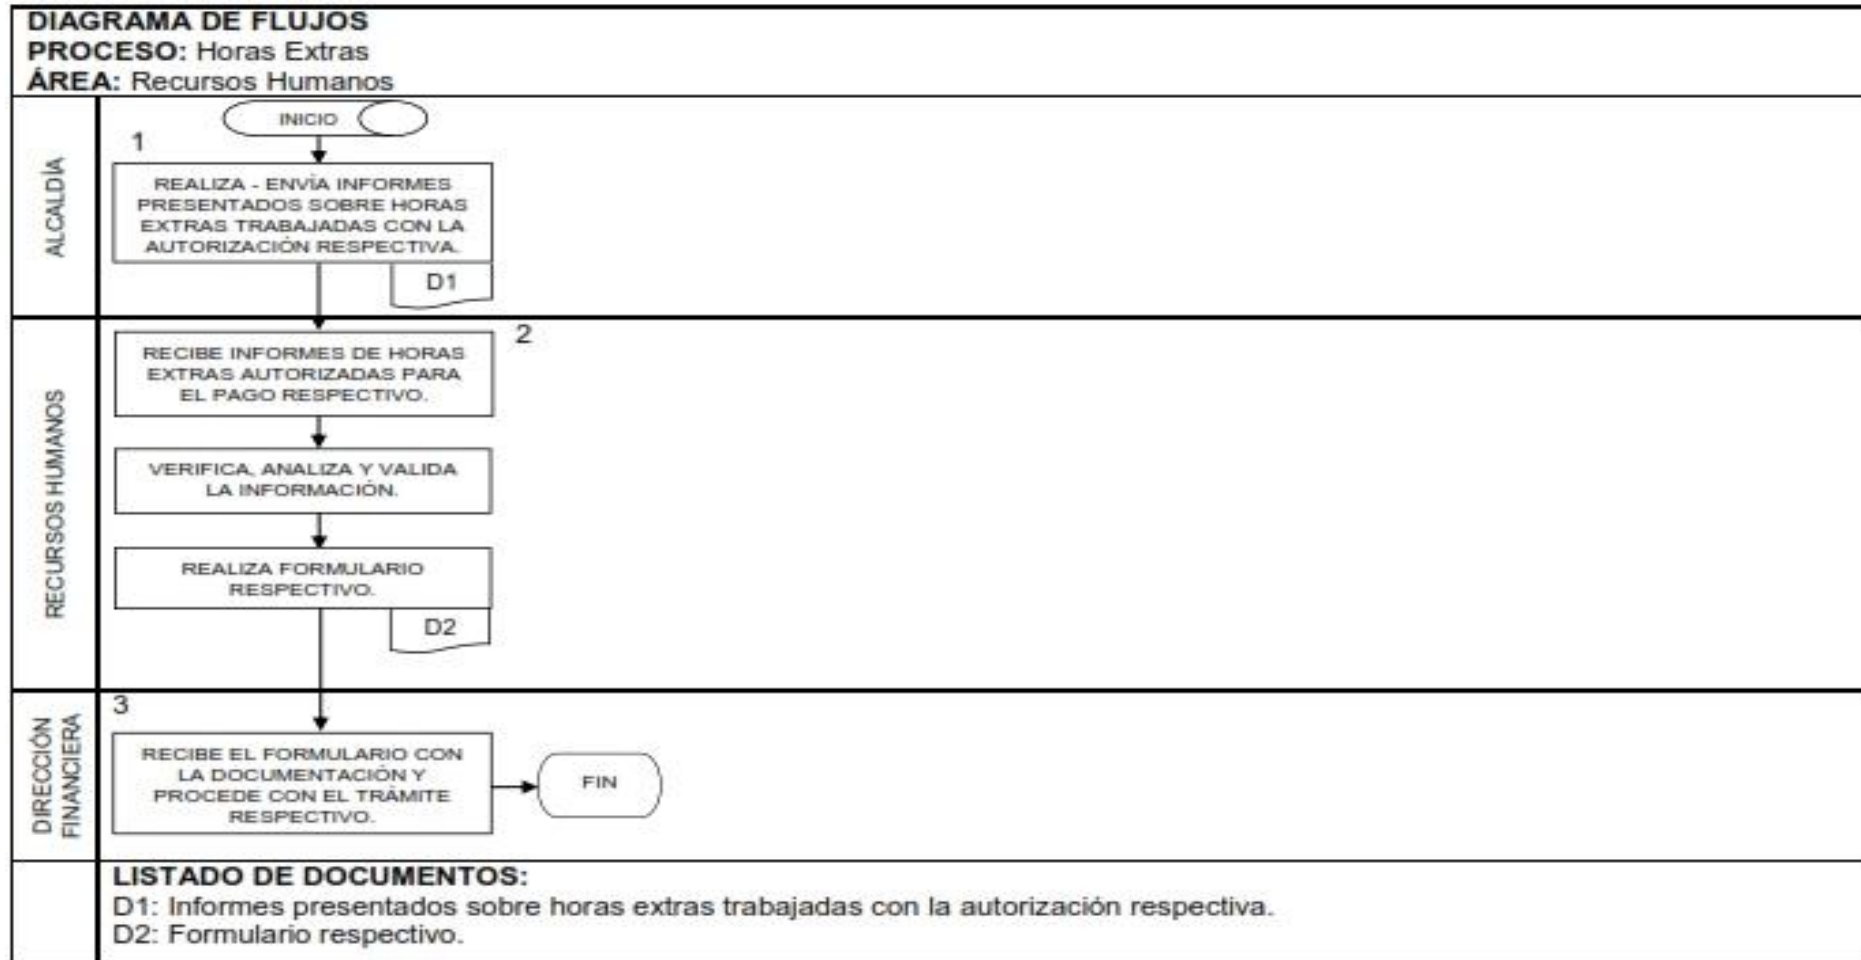 DIAGRAMA DE FLUJOS
PROCESO: Horas Extras
ÁREA: Recursos Humanos
ALCALDÍA
INICIO
1
REALIZA - ENVÍA INFORMES
PRESENTADOS SOBRE HORAS
EXTRAS TRABAJADAS CON LA
AUTORIZACIÓN RESPECTIVA.
D1
RECURSOS HUMANOS
2
RECIBE INFORMES DE HORAS
EXTRAS AUTORIZADAS PARA
EL PAGO RESPECTIVO.
VERIFICA, ANALIZA Y VALIDA
LA INFORMACIÓN.
REALIZA FORMULARIO
RESPECTIVO.
D2
DIRECCIÓN
FINANCIERA
3
RECIBE EL FORMULARIO CON
LA DOCUMENTACIÓN Y
PROCEDE CON EL TRÁMITE
RESPECTIVO.
FIN
LISTADO DE DOCUMENTOS:
D1: Informes presentados sobre horas extras trabajadas con la autorización respectiva.
D2: Formulario respectivo.